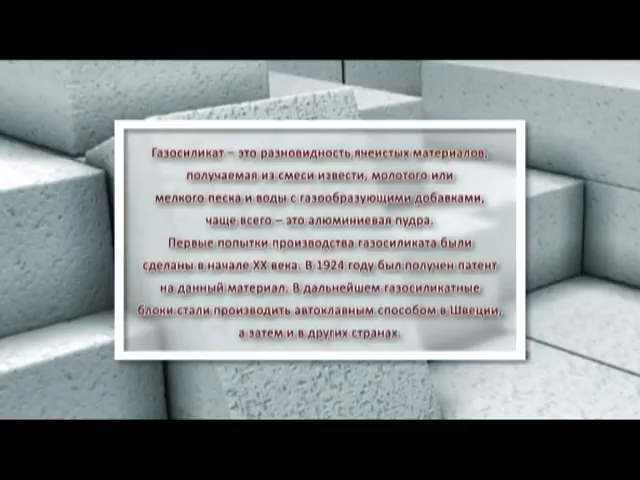 Газосиликат – это разновидность ячеистых материалов,
получаемая из смеси извести, молотого или
мелкого песка и воды с газообразующими добавками,
чаще всего – это алюминиевая пудра.
Первые попытки производства газосиликата были
сделаны в начале XX века. В 1924 году был получен патент
на данный материал. В дальнейшем газосиликатные
блоки стали производить автоклавным способом в Швеции,
а затем и в других странах.